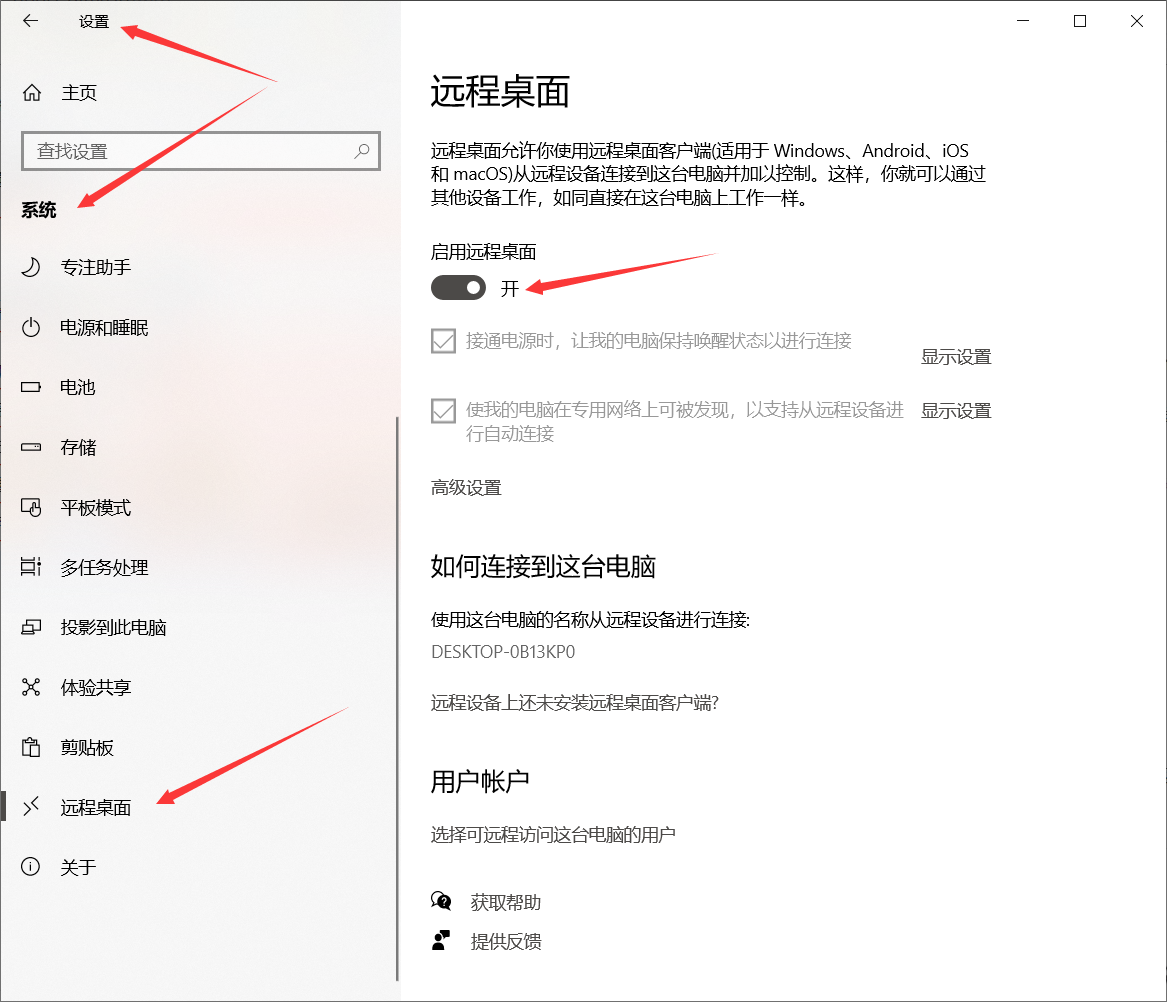 设置
主页
查找设置
系统
专注助手
电源和睡眠
电池
存储
平板模式
多任务处理
投影到此电脑
体验共享
剪贴板
远程桌面
关于
远程桌面
远程桌面允许你使用远程桌面客户端(适用于 Windows、Android、iOS
和 macOS)从远程设备连接到这台电脑并加以控制。这样，你就可以通过
其他设备工作，如同直接在这台电脑上工作一样。
启用远程桌面
开
接通电源时，让我的电脑保持唤醒状态以进行连接
显示设置
使我的电脑在专用网络上可被发现，以支持从远程设备进
行自动连接
显示设置
高级设置
如何连接到这台电脑
使用这台电脑的名称从远程设备进行连接:
DESKTOP-0B13KP0
远程设备上还未安装远程桌面客户端?
用户帐户
选择可远程访问这台电脑的用户
获取帮助
提供反馈